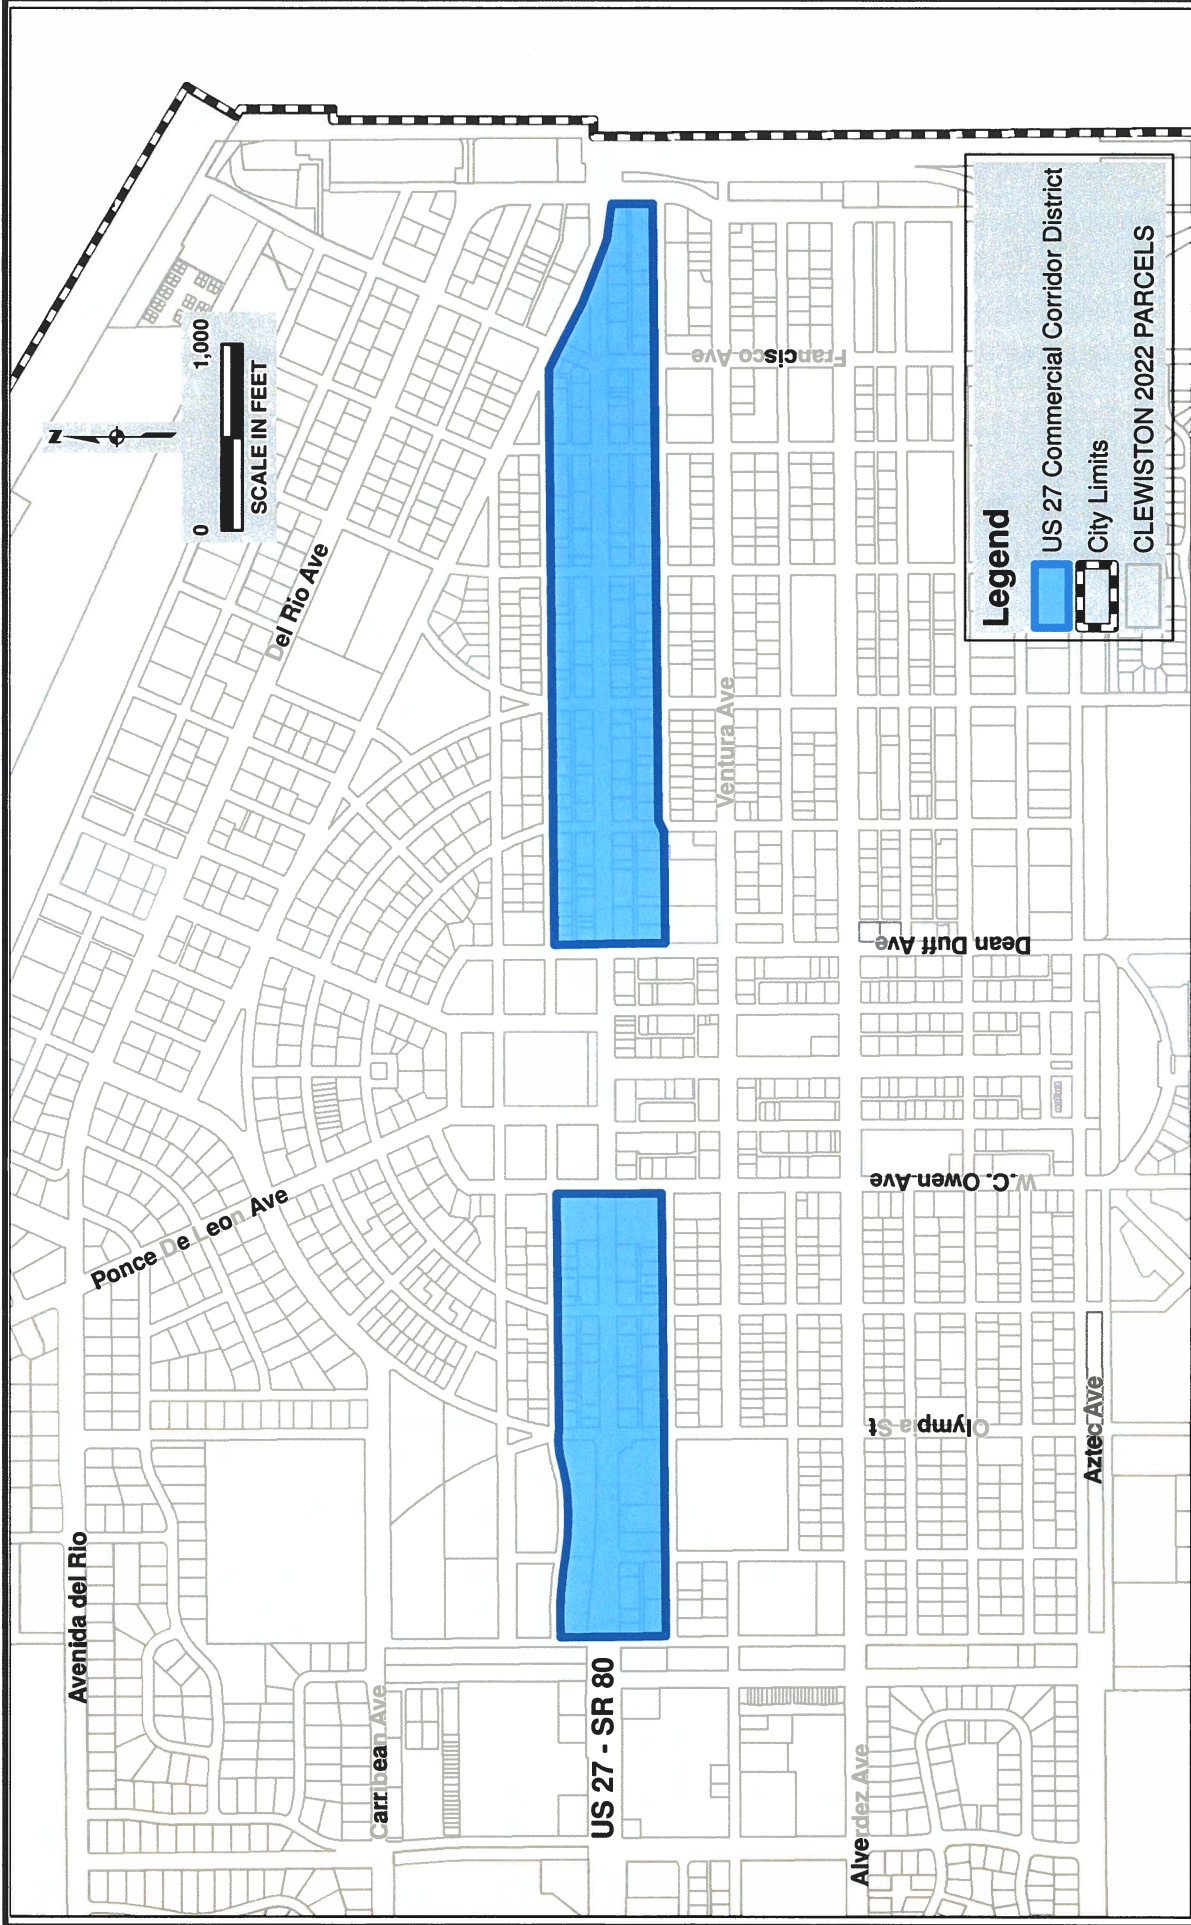 Avenida del Rio
Ponce De Leon Ave
Del Rio Ave
N
0 1,000
SCALE IN FEET
Carribean Ave
US 27 - SR 80
Ventura Ave
Francisco Ave
Alverdez Ave
Olympia St
W.C. Owen Ave
Dean Duff Ave
Aztec Ave
Legend
US 27 Commercial Corridor District
City Limits
CLEWISTON 2022 PARCELS